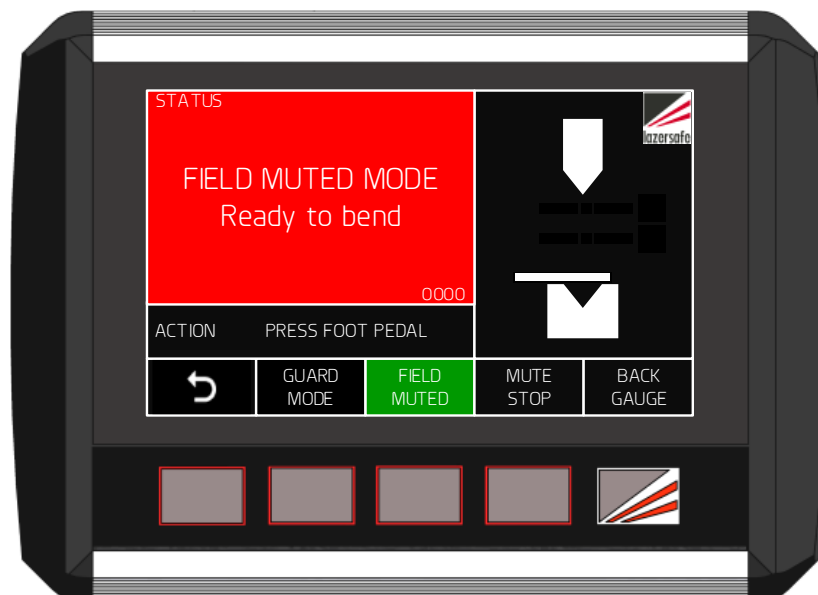 STATUS
lazersafe
FIELD MUTED MODE
Ready to bend
0000
ACTION PRESS FOOT PEDAL
GUARD
MODE
FIELD
MUTED
MUTE
STOP
BACK
GAUGE